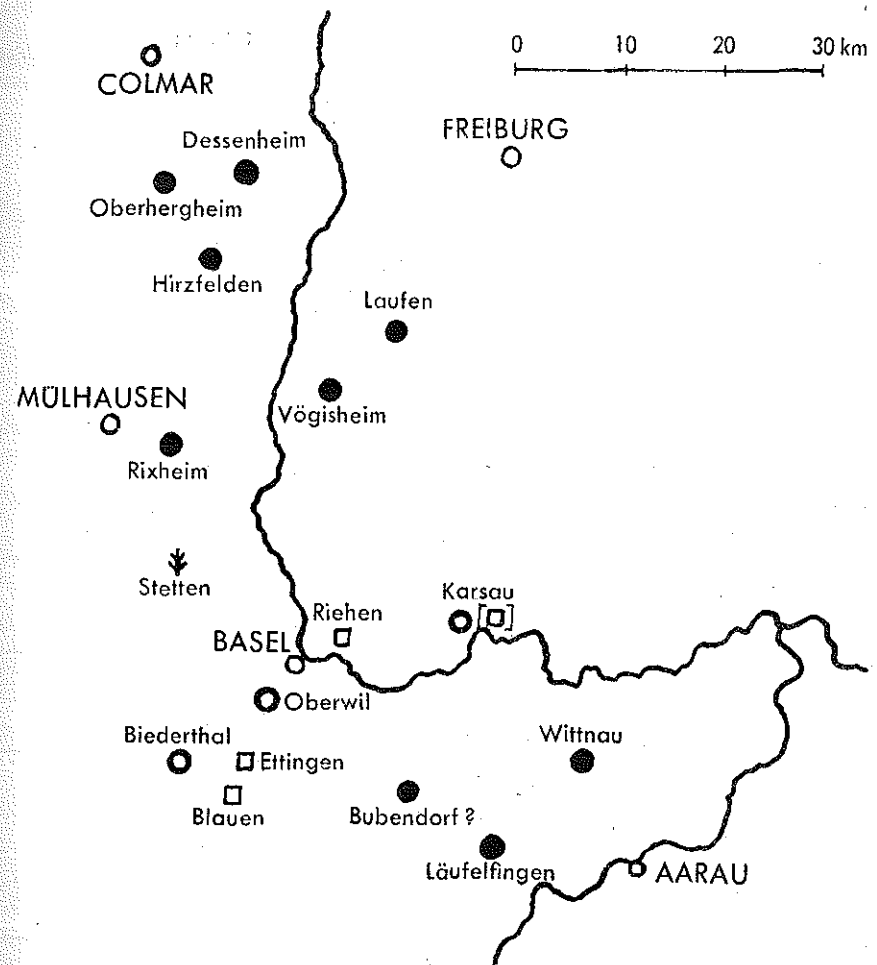 0 10 20 30 km
COLMAR
FREIBURG
Dessenheim
Oberhergheim
Hirzfelden
Laufen
MÜLHAUSEN
Vögisheim
Rixheim
Stetten
Riehen
Karsau
[ ]
BASEL
Oberwil
Biederthal
Ettingen
Wittnau
Blauen
Bubendorf ?
Läufelfingen
AARAU